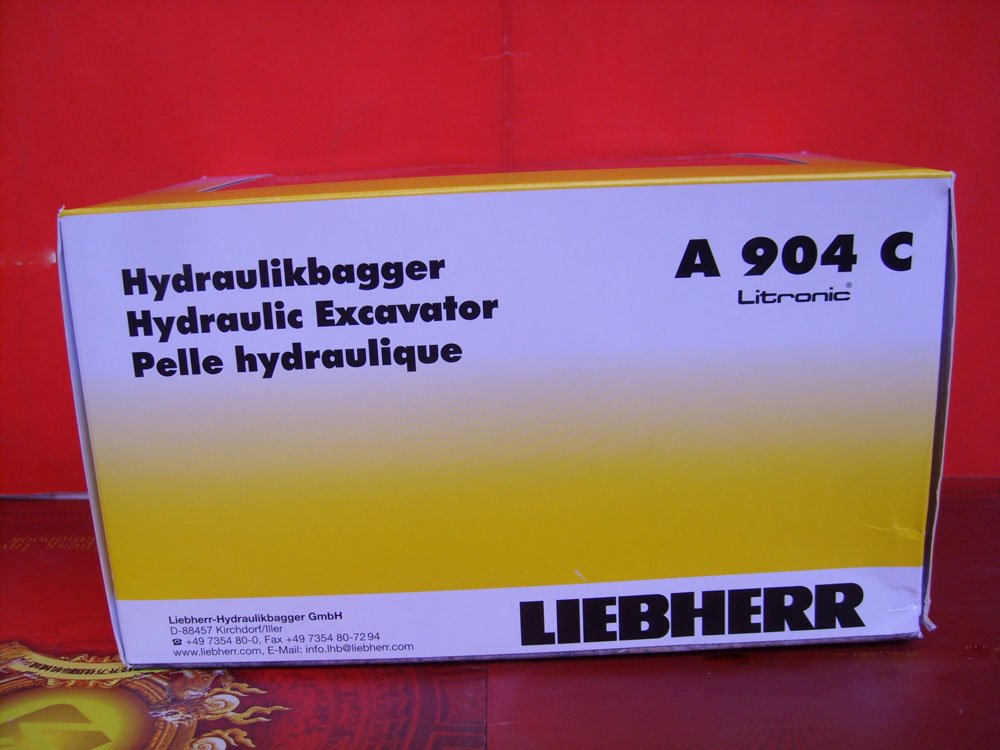 Hydraulikbagger
Hydraulic Excavator
Pelle hydraulique
A 904 C
Litronic®
Liebherr-Hydraulikbagger GmbH
D-88457 Kirchdorf/Iller
☎ +49 7354 80-0, Fax +49 7354 80-72 94
www.liebherr.com, E-Mail: info.lhb@liebherr.com
LIEBHERR